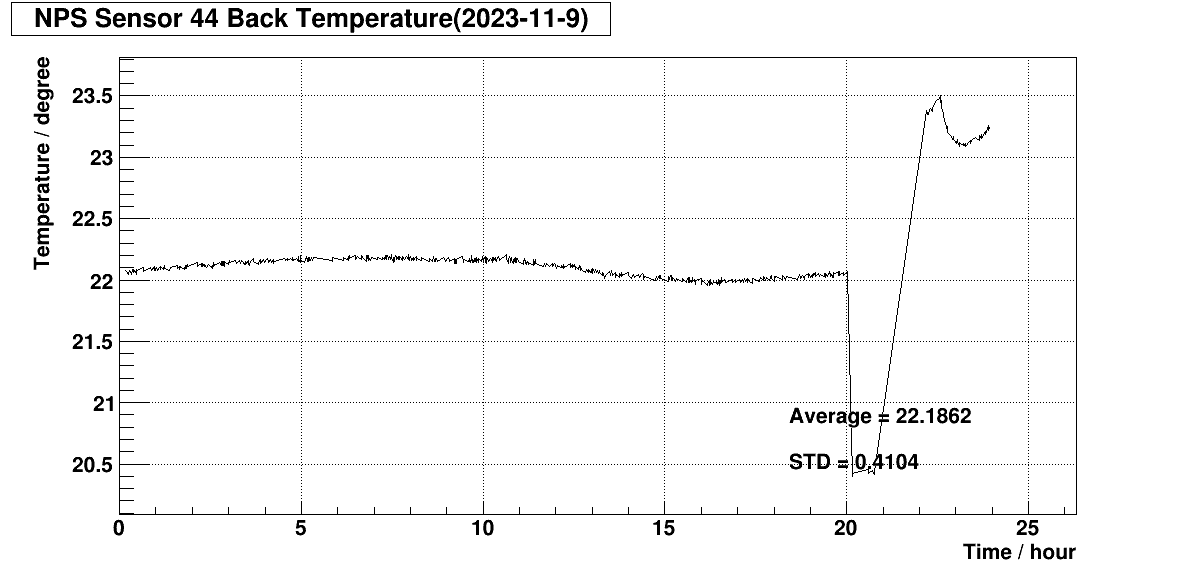 NPS Sensor 44 Back Temperature(2023-11-9)
Temperature / degree
23.5
23
22.5
22
21.5
21
20.5
Average = 22.1862
STD = 0.4104
0 5 10 15 20 25
Time / hour